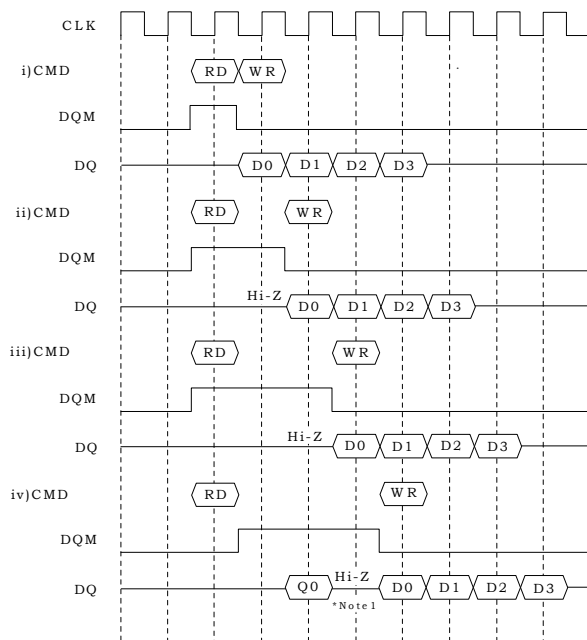 CLK
i)CMD RD WR
DQM
DQ D0 D1 D2 D3
ii)CMD RD WR
DQM
DQ Hi-Z D0 D1 D2 D3
iii)CMD RD WR
DQM
DQ Hi-Z D0 D1 D2 D3
iv)CMD RD WR
DQM
DQ Q0 Hi-Z D0 D1 D2 D3
*Note1